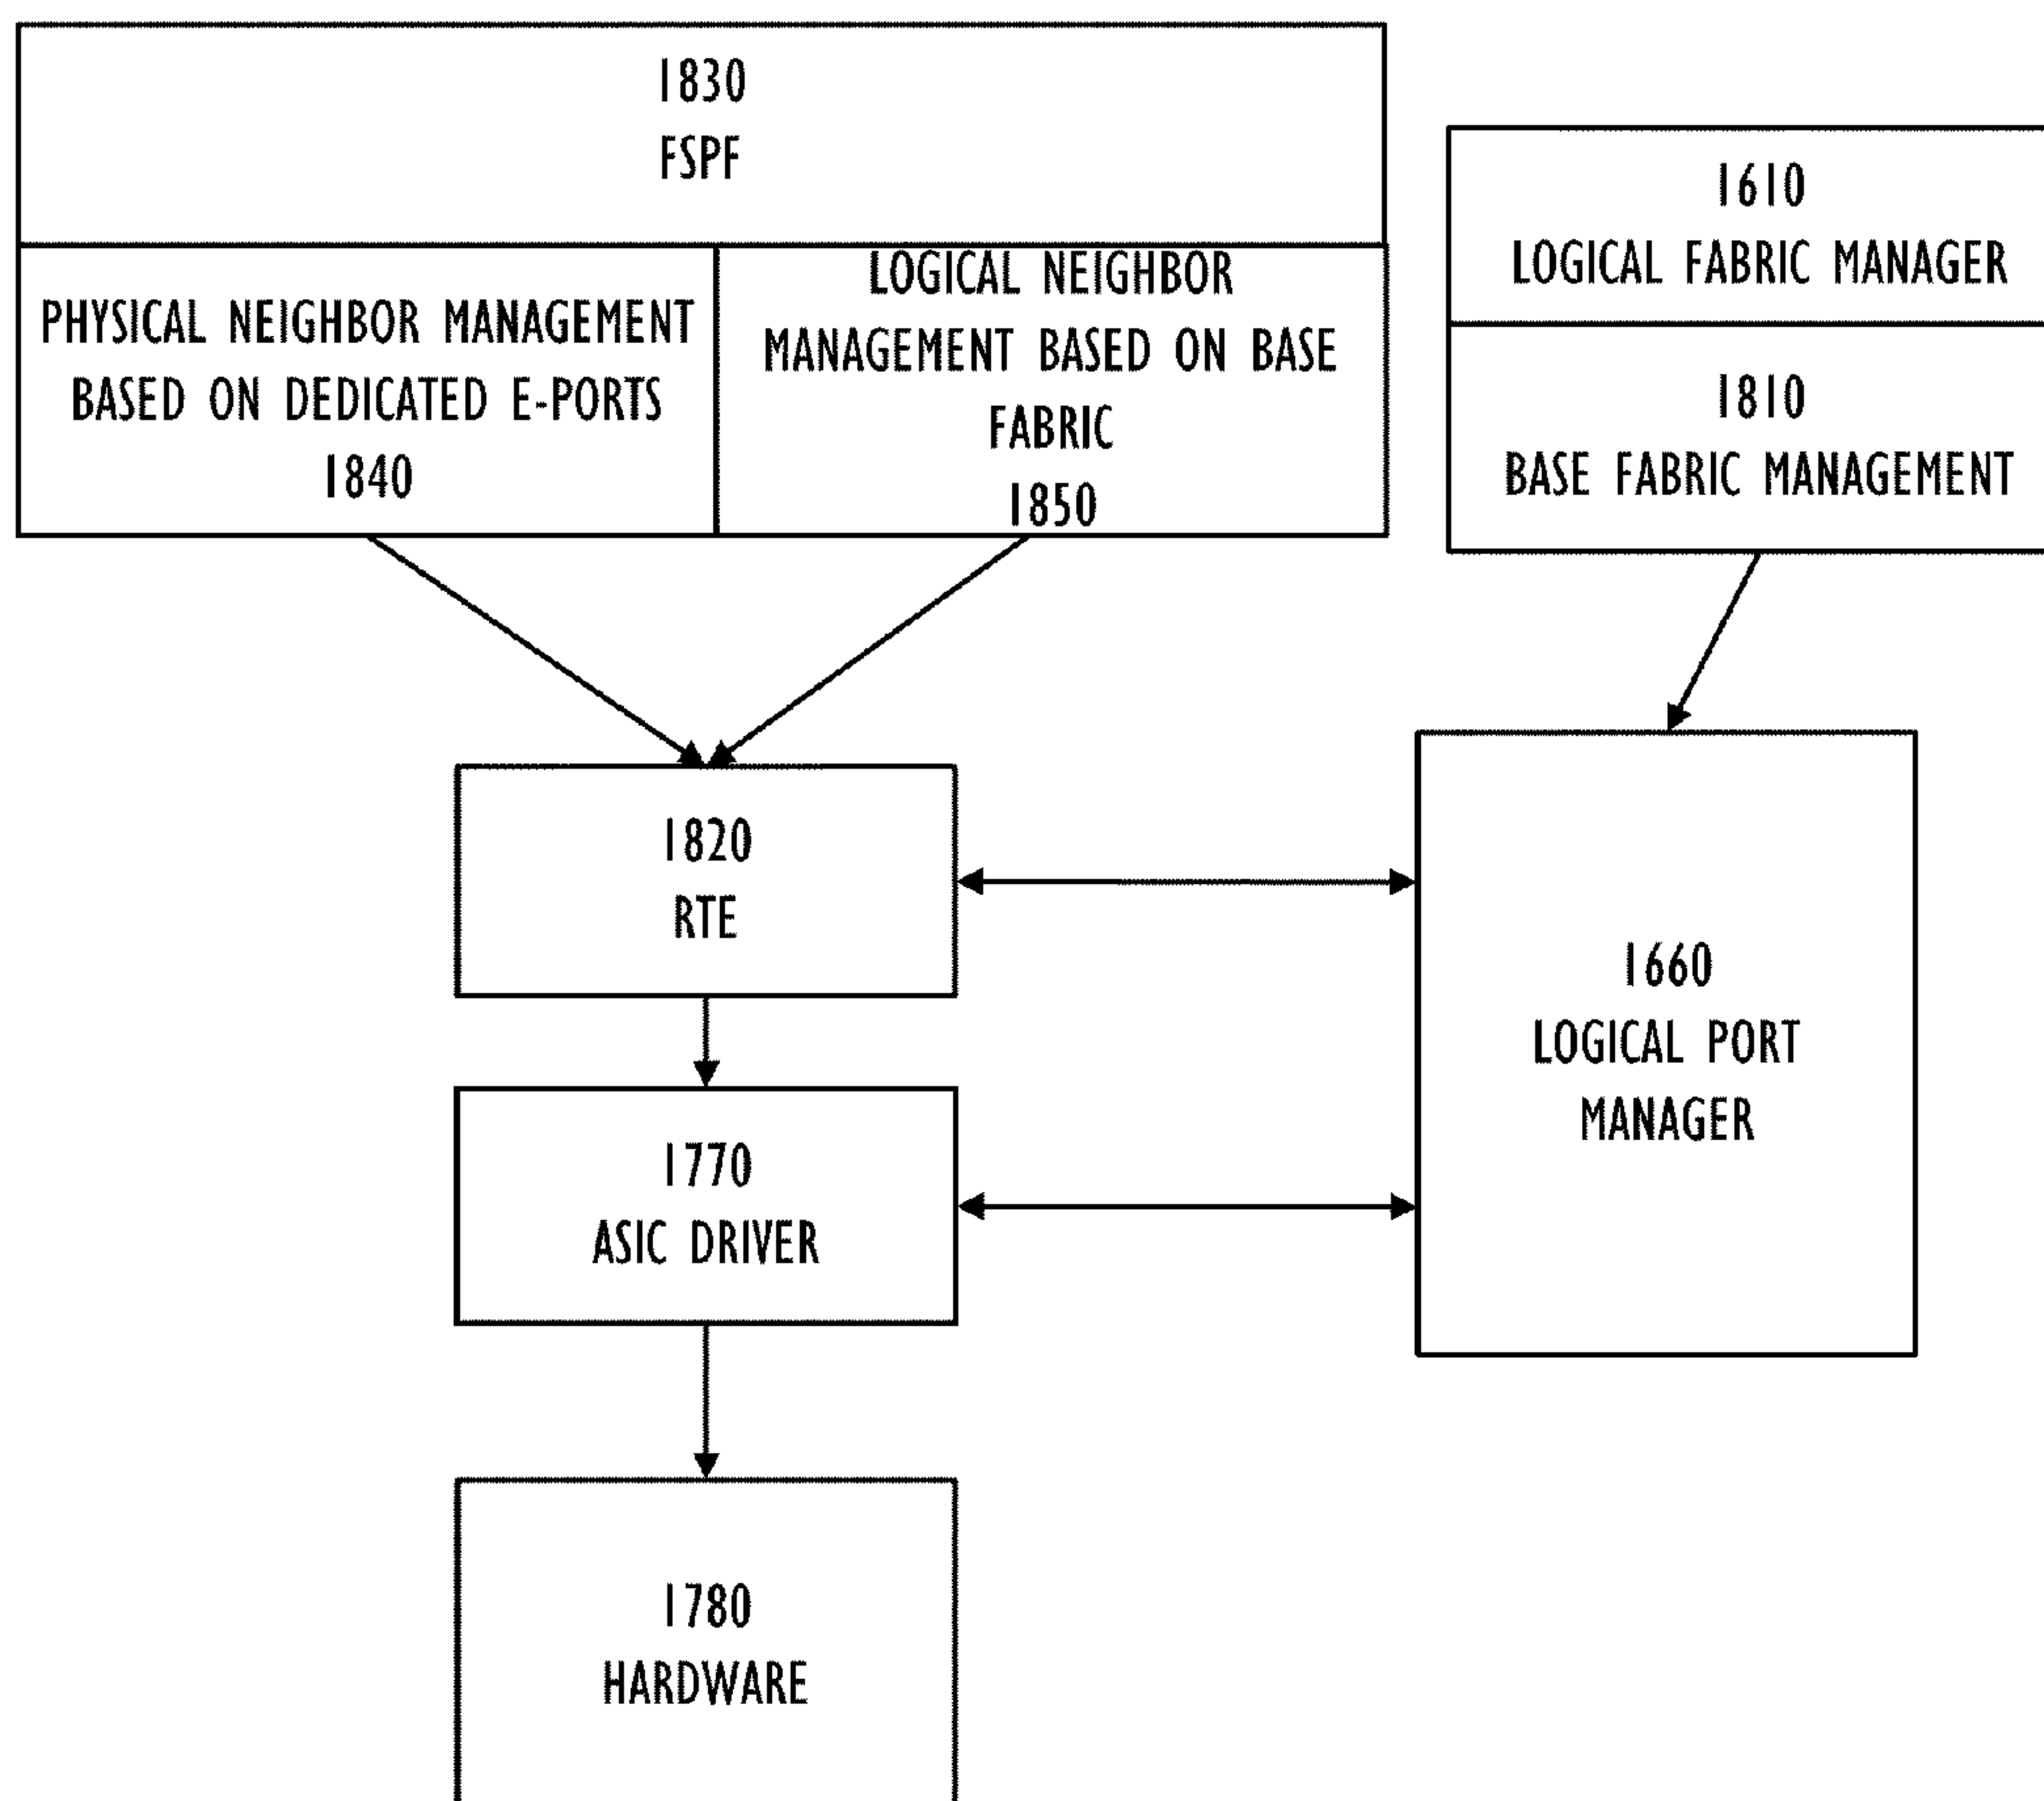 1830
FSPF
PHYSICAL NEIGHBOR MANAGEMENT
BASED ON DEDICATED E-PORTS
1840
LOGICAL NEIGHBOR
MANAGEMENT BASED ON BASE
FABRIC
1850
1610
LOGICAL FABRIC MANAGER
1810
BASE FABRIC MANAGEMENT
1820
RTE
1660
LOGICAL PORT
MANAGER
1770
ASIC DRIVER
1780
HARDWARE